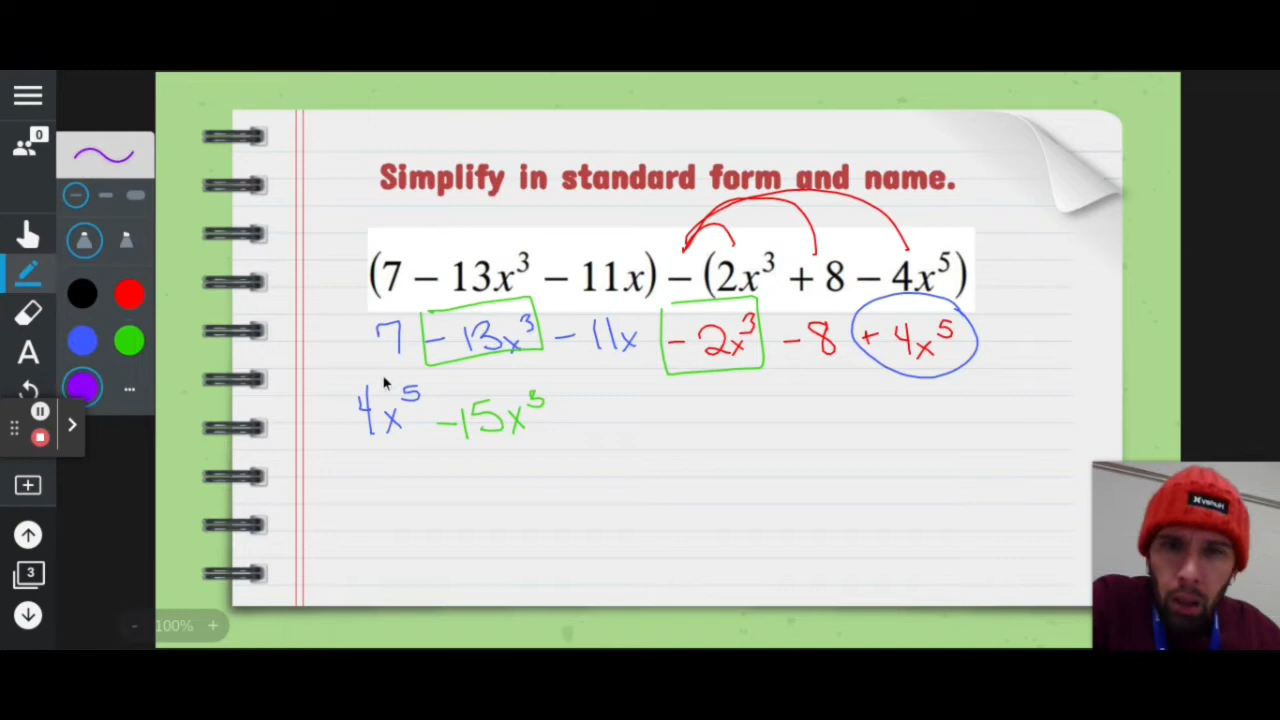 0
Simplify in standard form and name.
(7 − 13x³ − 11x) − (2x³ + 8 − 4x⁵)
7 − 13x³ − 11x − 2x³ − 8 + 4x⁵
4x⁵ −15x³
A
3
- 100% +